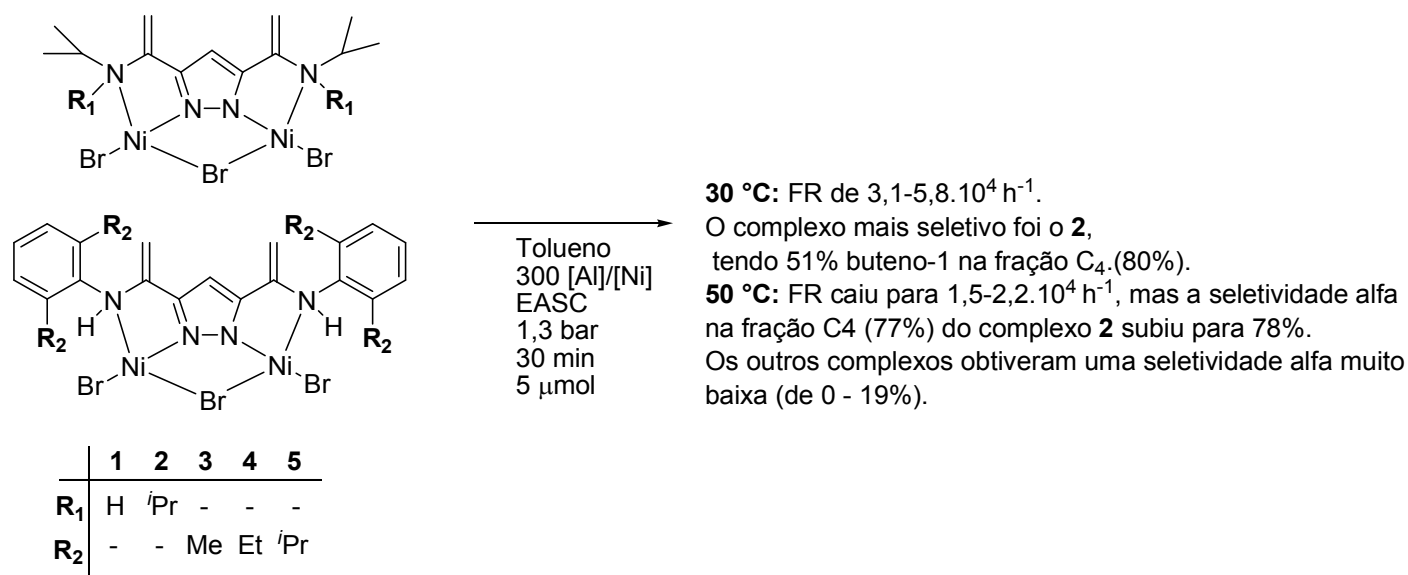 N N
R₁ R₁
N N
Ni Ni
Br Br Br
R₂ R₂
N N
H H
R₂ R₂
N N
Ni Ni
Br Br Br
Tolueno
300 [Al]/[Ni]
EASC
1,3 bar
30 min
5 μmol
30 °C: FR de 3,1-5,8.10⁴ h⁻¹.
O complexo mais seletivo foi o 2,
tendo 51% buteno-1 na fração C₄.(80%).
50 °C: FR caiu para 1,5-2,2.10⁴ h⁻¹, mas a seletividade alfa
na fração C4 (77%) do complexo 2 subiu para 78%.
Os outros complexos obtiveram uma seletividade alfa muito
baixa (de 0 - 19%).
1 2 3 4 5
R₁ H ⁱPr - - -
R₂ - - Me Et ⁱPr